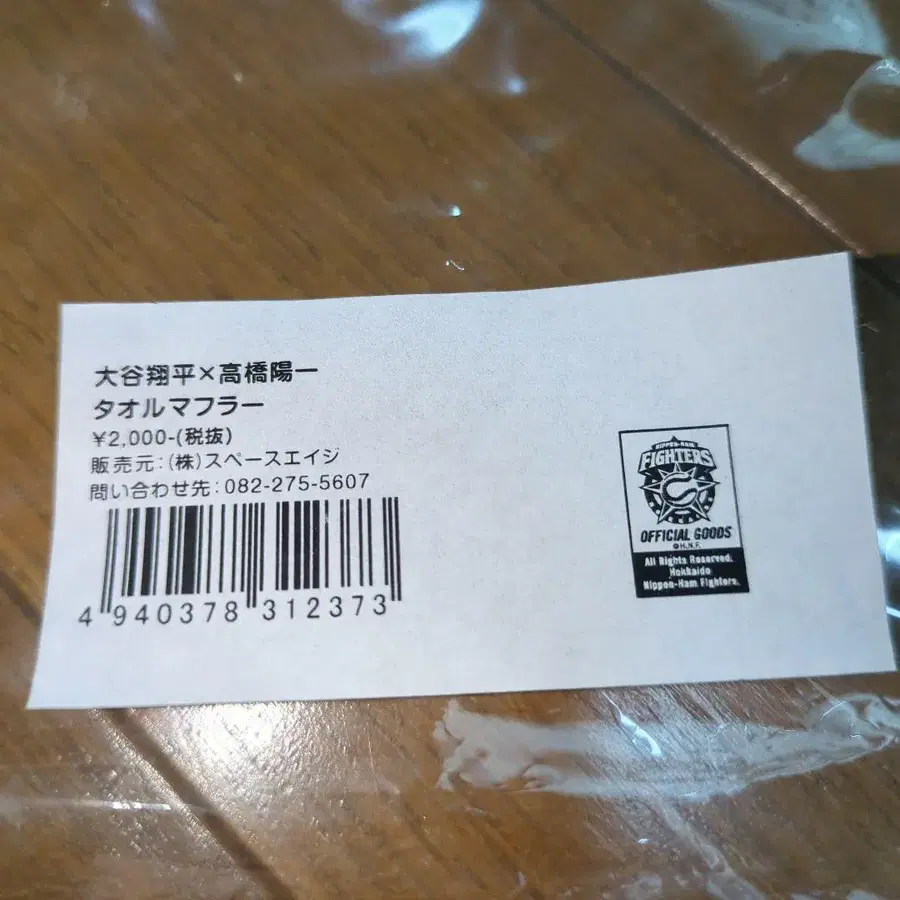 大谷翔平×高橋陽一
タオルマフラー
¥2,000-(税抜)
販売元:(株)スペースエイジ
問い合わせ先:082-275-5607
4 940378 312373
NIPPON-HAM
FIGHTERS
OFFICIAL GOODS
©H.N.F.
All Rights Reserved.
Hokkaido
Nippon-Ham Fighters.